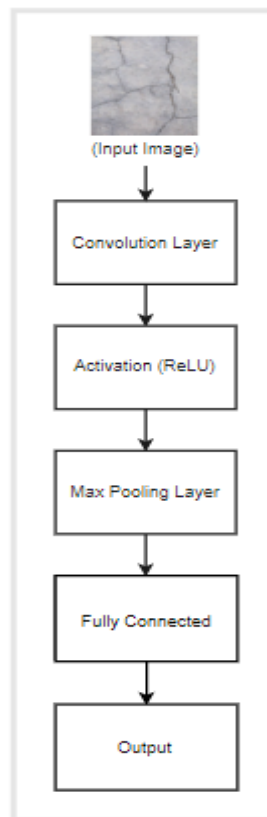 (Input Image)
Convolution Layer
Activation (ReLU)
Max Pooling Layer
Fully Connected
Output